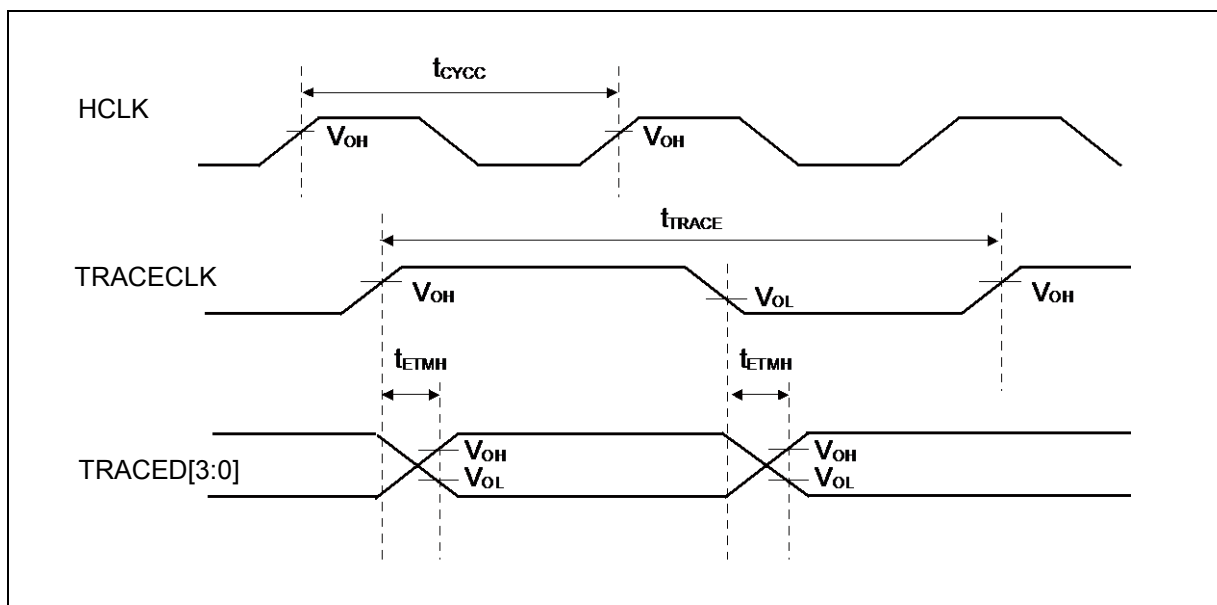 tCYCC
HCLK
VOH
VOH
tTRACE
TRACECLK
VOH
VOL
VOH
tETMH
tETMH
TRACED[3:0]
VOH
VOL
VOH
VOL